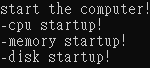 start the computer!
-cpu startup!
-memory startup!
-disk startup!